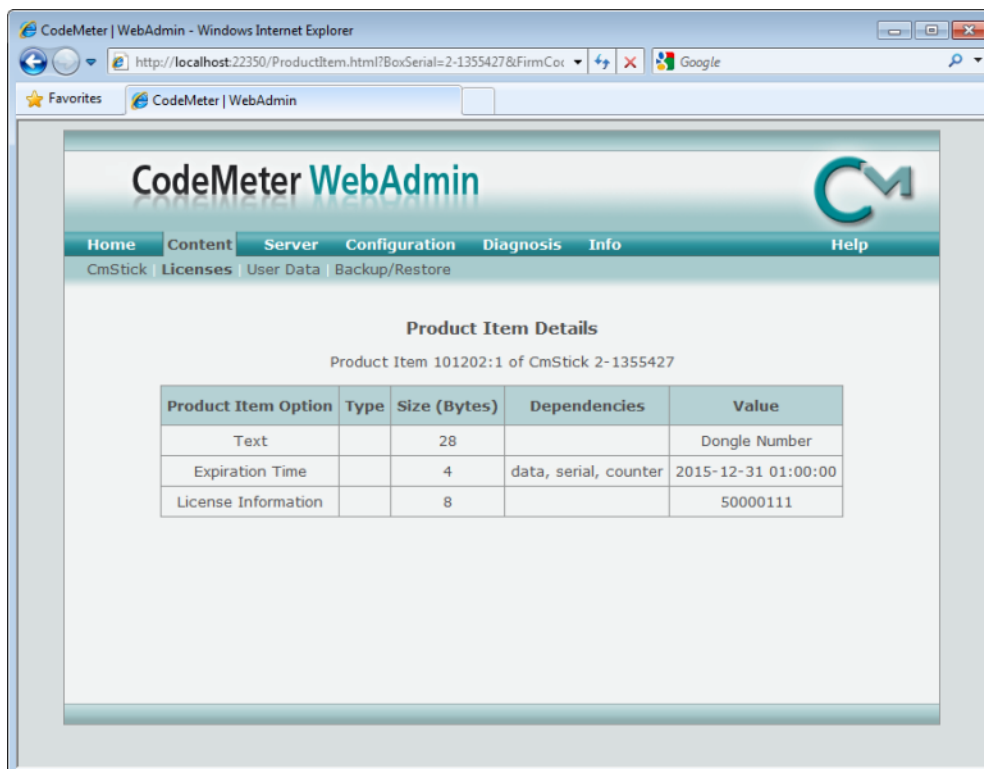 CodeMeter | WebAdmin - Windows Internet Explorer
http://localhost:22350/ProductItem.html?BoxSerial=2-1355427&FirmCoc
Google
Favorites
CodeMeter | WebAdmin
CodeMeter WebAdmin
CM
Home Content Server Configuration Diagnosis Info Help
CmStick | Licenses | User Data | Backup/Restore
Product Item Details
Product Item 101202:1 of CmStick 2-1355427
Product Item Option Type Size (Bytes) Dependencies Value
Text 28 Dongle Number
Expiration Time 4 data, serial, counter 2015-12-31 01:00:00
License Information 8 50000111